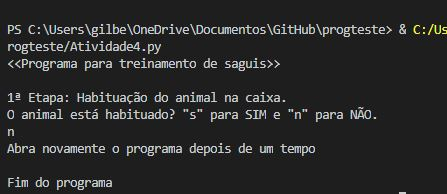 PS C:\Users\gilbe\OneDrive\Documentos\GitHub\progteste> & C:/Us
rogteste/Atividade4.py
<<Programa para treinamento de saguis>>
1ª Etapa: Habituação do animal na caixa.
O animal está habituado? "s" para SIM e "n" para NÃO.
n
Abra novamente o programa depois de um tempo
Fim do programa